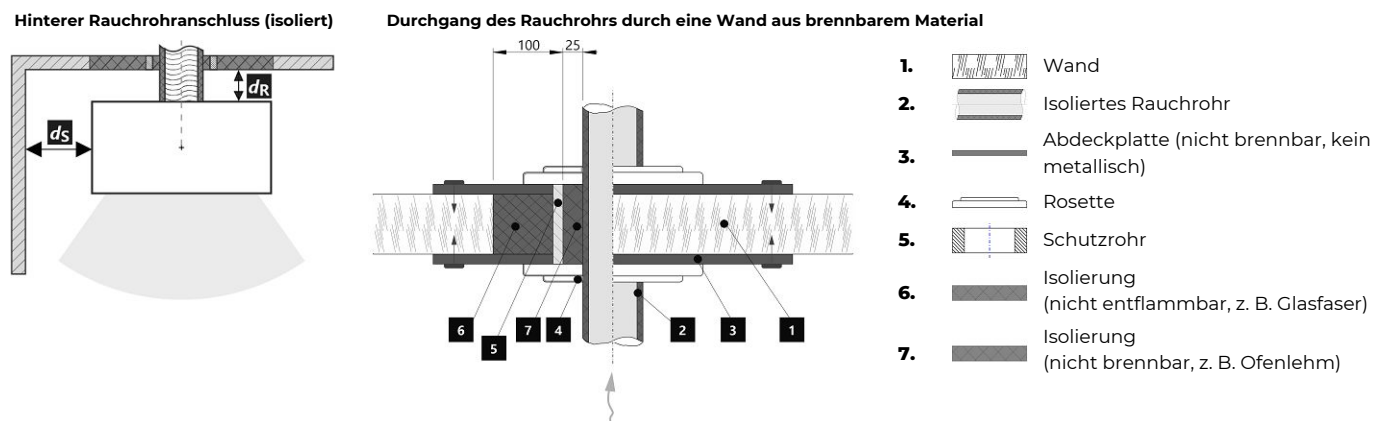 Hinterer Rauchrohranschluss (isoliert)
dR
dS
Durchgang des Rauchrohrs durch eine Wand aus brennbarem Material
100 25
6
5
7
4
2
3
1
1. Wand
2. Isoliertes Rauchrohr
3. Abdeckplatte (nicht brennbar, kein
metallisch)
4. Rosette
5. Schutzrohr
6. Isolierung
(nicht entflammbar, z. B. Glasfaser)
7. Isolierung
(nicht brennbar, z. B. Ofenlehm)